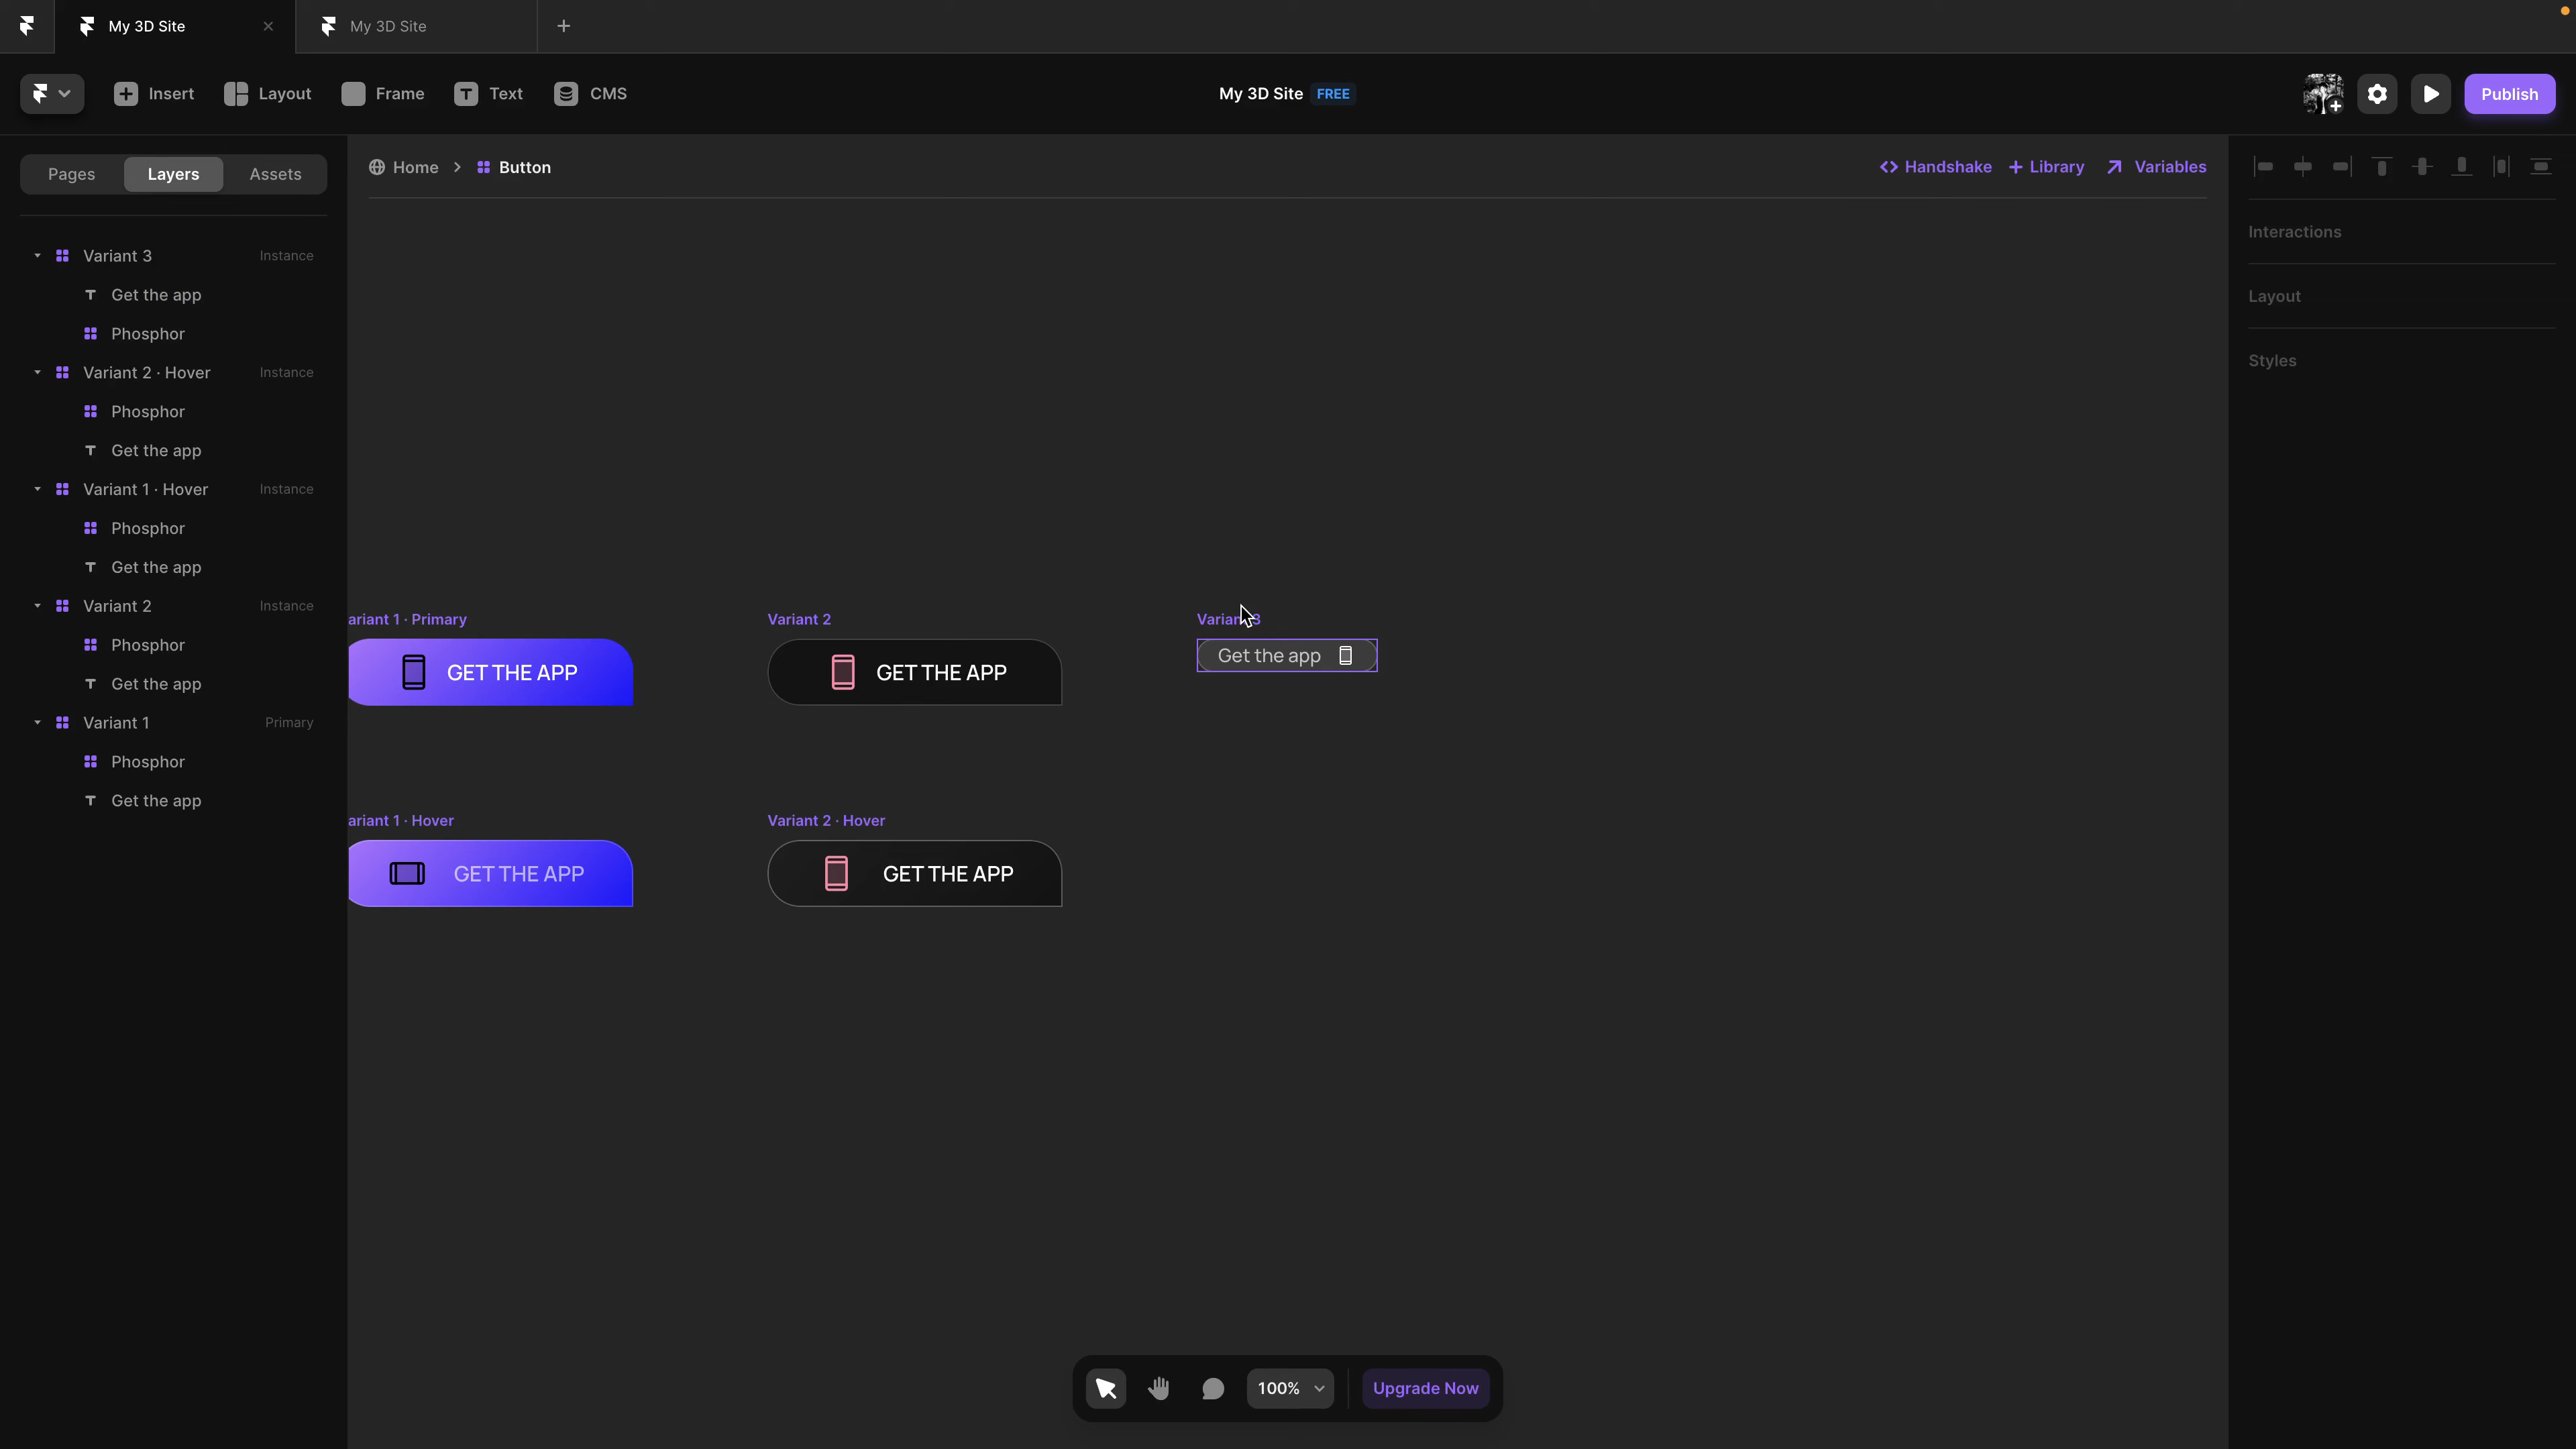 My 3D Site
My 3D Site
Insert
Layout
Frame
Text
CMS
My 3D Site FREE
Publish
Pages
Layers
Assets
Home
Button
Handshake
Library
Variables
Variant 3 Instance
Get the app
Phosphor
Variant 2 · Hover Instance
Phosphor
Get the app
Variant 1 · Hover Instance
Phosphor
Get the app
Variant 2 Instance
Phosphor
Get the app
Variant 1 Primary
Phosphor
Get the app
ariant 1 · Primary
GET THE APP
Variant 2
GET THE APP
Variant 3
Get the app
ariant 1 · Hover
GET THE APP
Variant 2 · Hover
GET THE APP
Interactions
Layout
Styles
100%
Upgrade Now